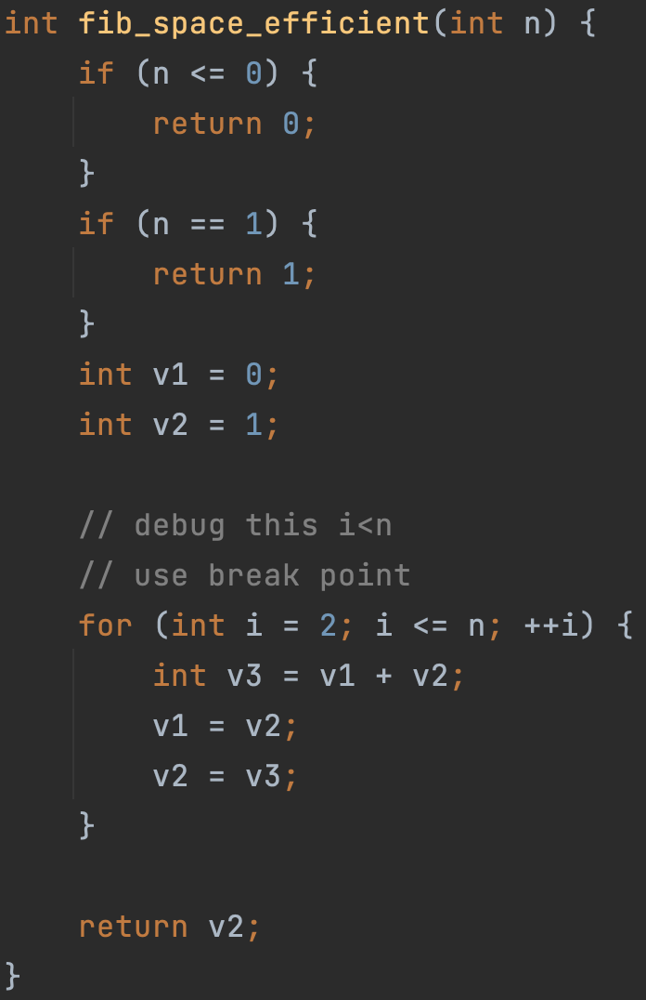 int fib_space_efficient(int n) {
    if (n <= 0) {
        return 0;
    }
    if (n == 1) {
        return 1;
    }
    int v1 = 0;
    int v2 = 1;

    // debug this i<n
    // use break point
    for (int i = 2; i <= n; ++i) {
        int v3 = v1 + v2;
        v1 = v2;
        v2 = v3;
    }

    return v2;
}